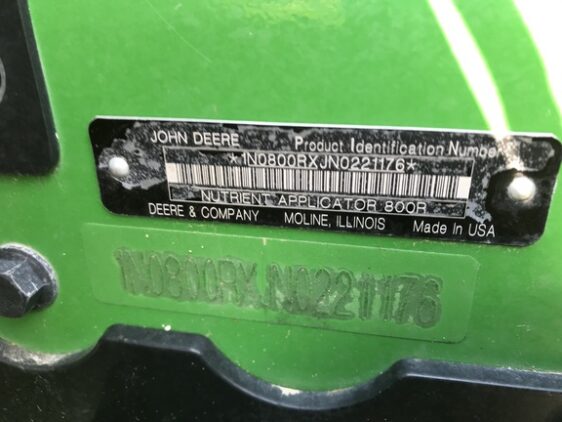 JOHN DEERE Product Identification Number
*1N0800RXJN0221176*
NUTRIENT APPLICATOR 800R
DEERE & COMPANY MOLINE, ILLINOIS Made In USA
1N0800RXJN0221176